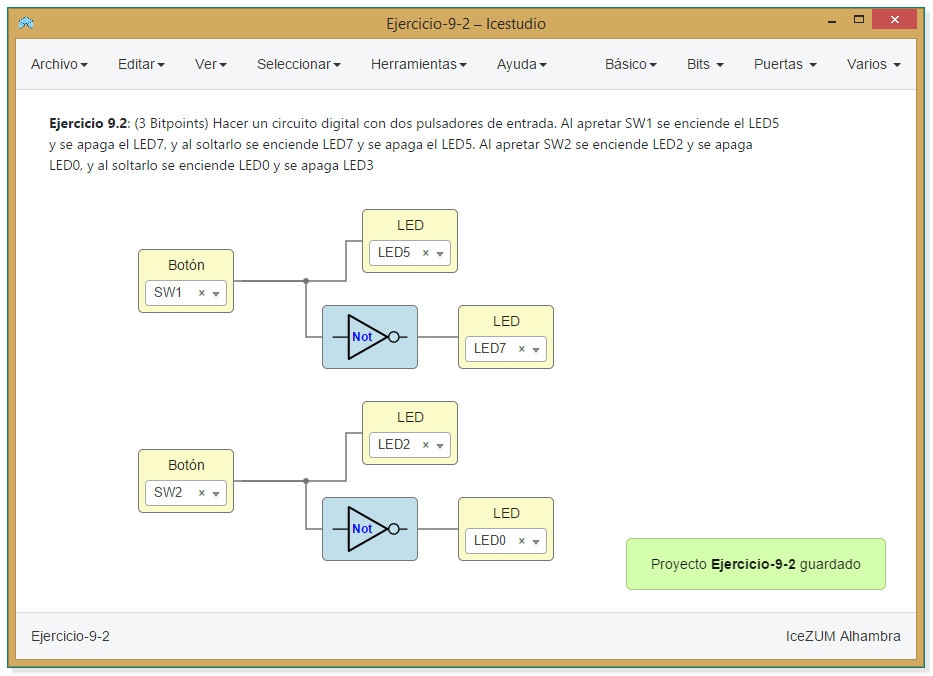 Ejercicio-9-2 – Icestudio
Archivo Editar Ver Seleccionar Herramientas Ayuda Básico Bits Puertas Varios
Ejercicio 9.2: (3 Bitpoints) Hacer un circuito digital con dos pulsadores de entrada. Al apretar SW1 se enciende el LED5
y se apaga el LED7, y al soltarlo se enciende LED7 y se apaga el LED5. Al apretar SW2 se enciende LED2 y se apaga
LED0, y al soltarlo se enciende LED0 y se apaga LED3
LED
LED5
Botón
SW1
LED
Not
LED7
LED
LED2
Botón
SW2
LED
Not
LED0
Proyecto Ejercicio-9-2 guardado
Ejercicio-9-2
IceZUM Alhambra